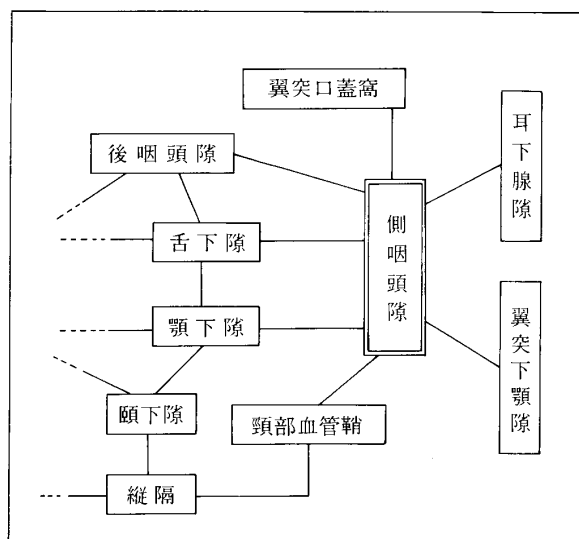 翼突口蓋窩
後咽頭隙
耳下腺隙
側咽頭隙
舌下隙
顎下隙
翼突下顎隙
頤下隙
頸部血管鞘
縦隔